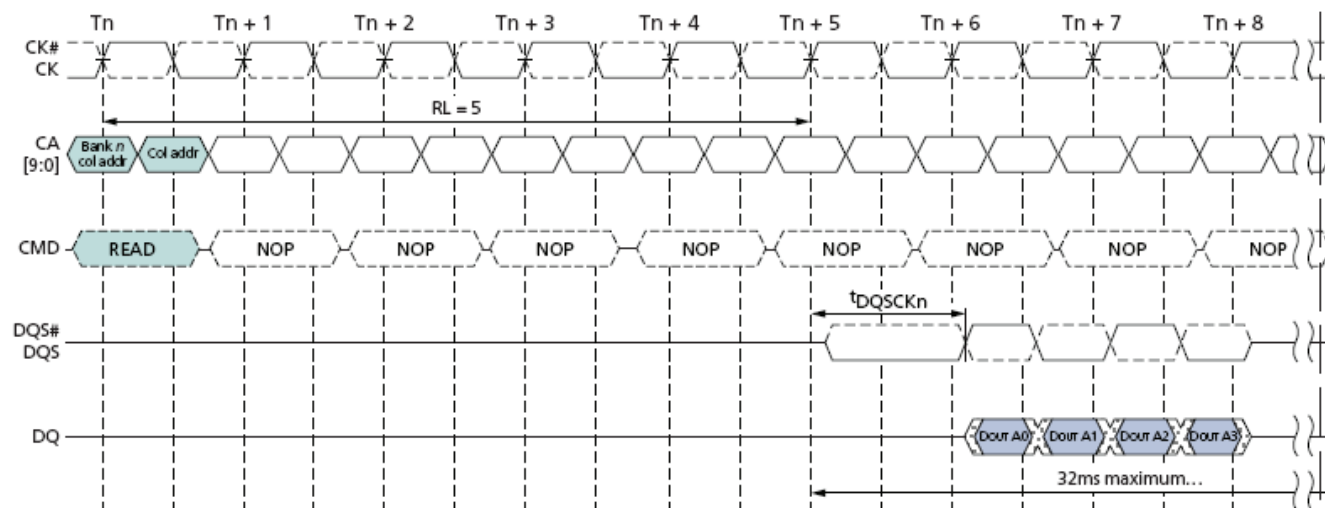 Tn Tn + 1 Tn + 2 Tn + 3 Tn + 4 Tn + 5 Tn + 6 Tn + 7 Tn + 8
CK#
CK
RL = 5
CA
[9:0]
Bank n
col addr
Col addr
CMD READ NOP NOP NOP NOP NOP NOP NOP NOP
tDQSCKn
DQS#
DQS
DQ DOUT A0 DOUT A1 DOUT A2 DOUT A3
32ms maximum...